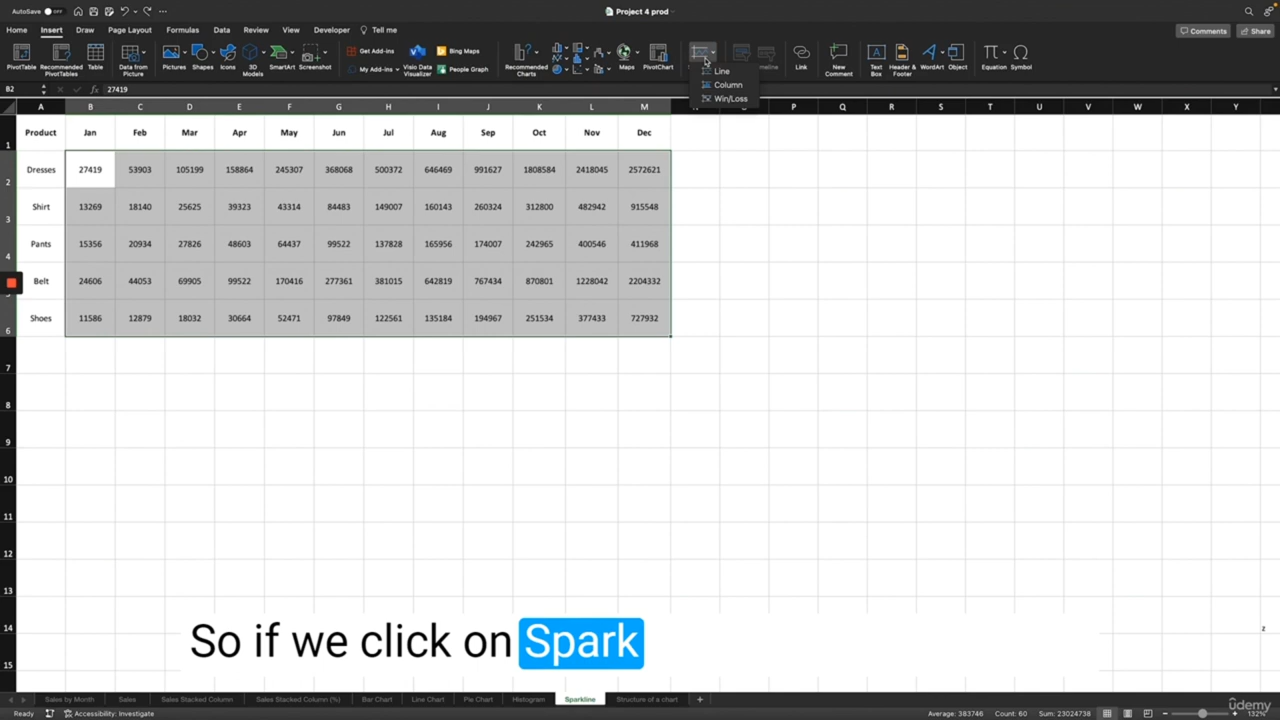 AutoSave OFF
Project 4 prod
Home Insert Draw Page Layout Formulas Data Review View Developer Tell me
Comments Share
PivotTable Recommended PivotTables Table Data from Picture Pictures Shapes Icons 3D Models SmartArt Screenshot
Get Add-ins
My Add-ins
Visio Data Visualizer
Bing Maps
People Graph
Recommended Charts Maps PivotChart
Link New Comment Text Box Header & Footer WordArt Object Equation Symbol
Line
Column
Win/Loss
B2 fx 27419
A B C D E F G H I J K L M P Q R S T U V W X Y
1 Product Jan Feb Mar Apr May Jun Jul Aug Sep Oct Nov Dec
2 Dresses 27419 53903 105199 158864 245307 368068 500372 646469 991627 1808584 2418045 2572621
3 Shirt 13269 18140 25625 39323 43314 84483 149007 160143 260324 312800 482942 915548
4 Pants 15356 20934 27826 48603 64437 99522 137828 165956 174007 242965 400546 411968
Belt 24606 44053 69905 99522 170416 277361 381015 642819 767434 870801 1228042 2204332
6 Shoes 11586 12879 18032 30664 52471 97849 122561 135184 194967 251534 377433 727932
7
8
9
10
11
12
13
14 z
15
So if we click on Spark
Sales by Month Sales Sales Stacked Column Sales Stacked Column (%) Bar Chart Line Chart Pie Chart Histogram Sparkline Structure of a chart +
Ready Accessibility: Investigate Average: 383746 Count: 60 Sum: 23024738 132%
ûdemy